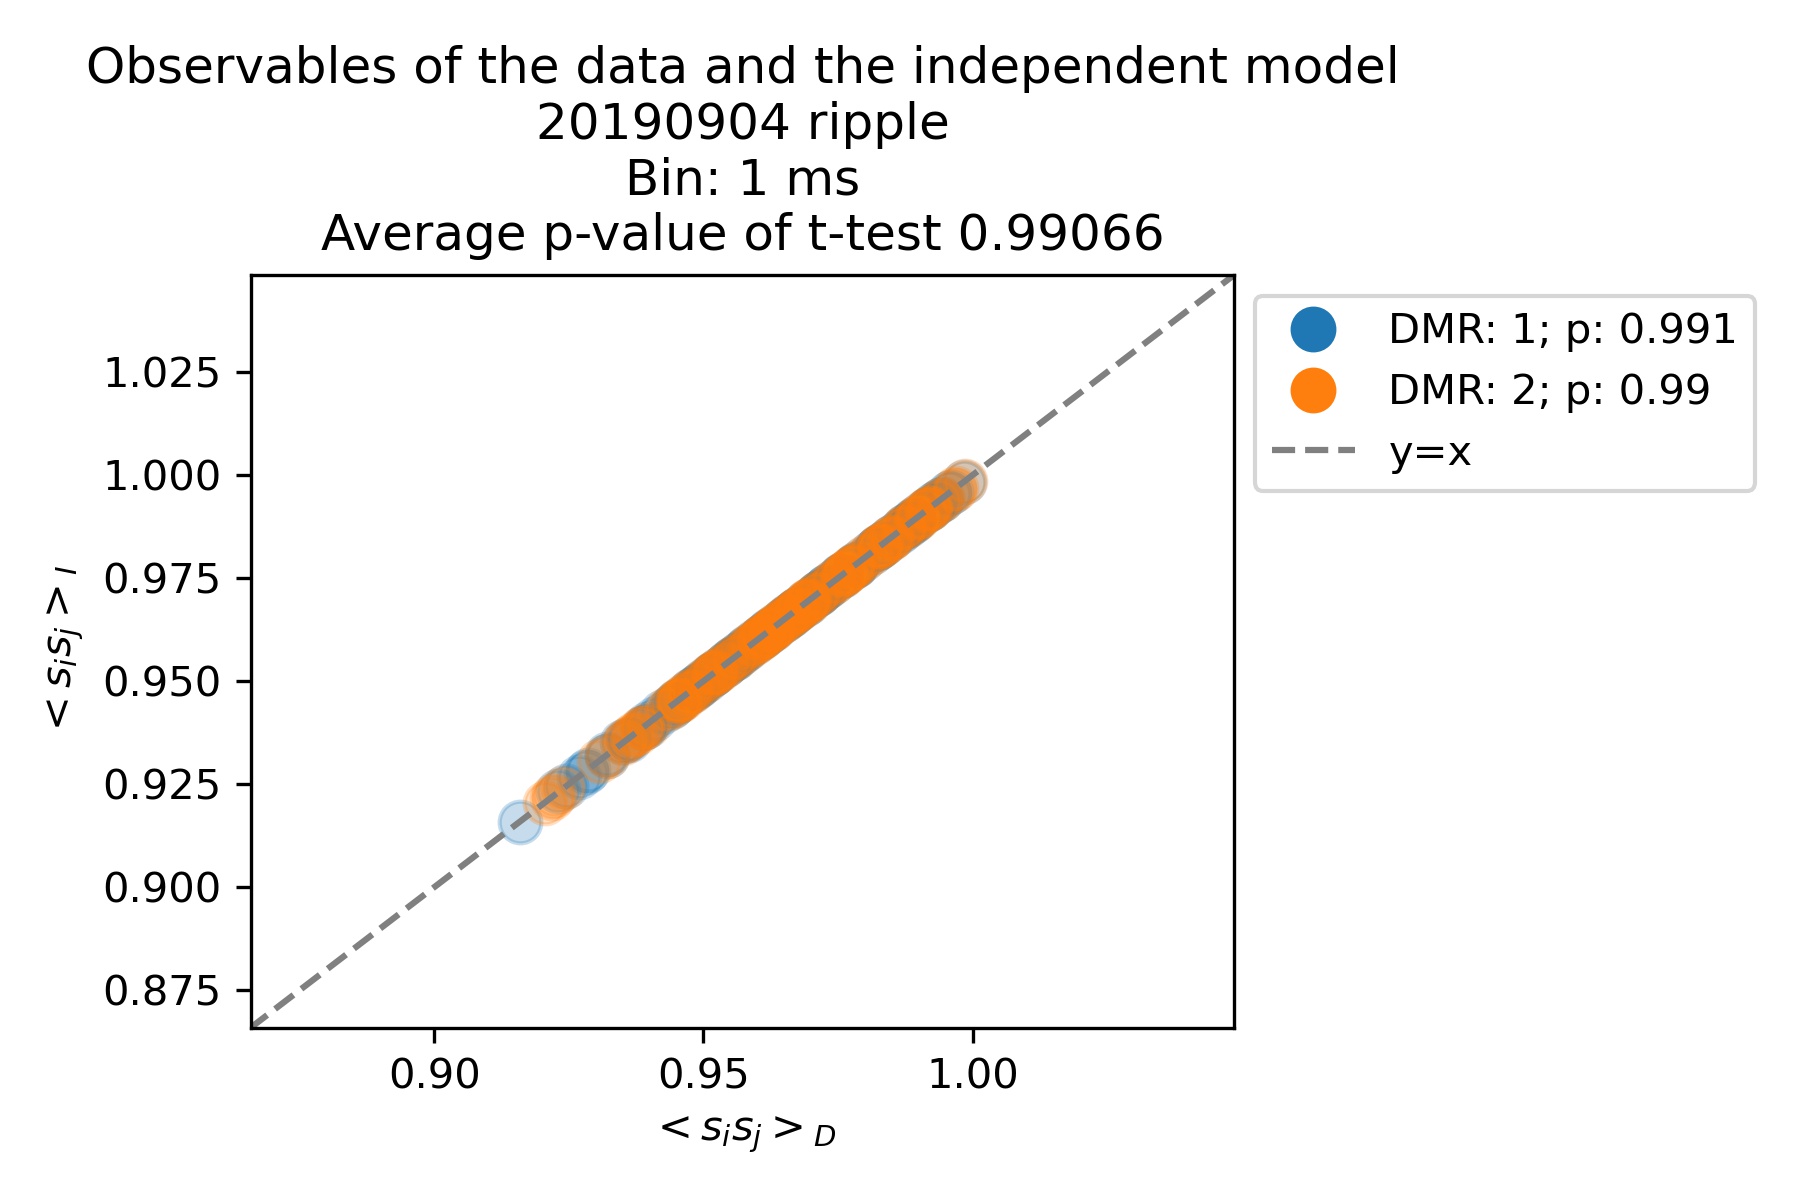 Observables of the data and the independent model
20190904 ripple
Bin: 1 ms
Average p-value of t-test 0.99066
DMR: 1; p: 0.991
DMR: 2; p: 0.99
y=x
1.025
1.000
0.975
0.950
0.925
0.900
0.875
< s_i s_j >_I
0.90 0.95 1.00
< s_i s_j >_D